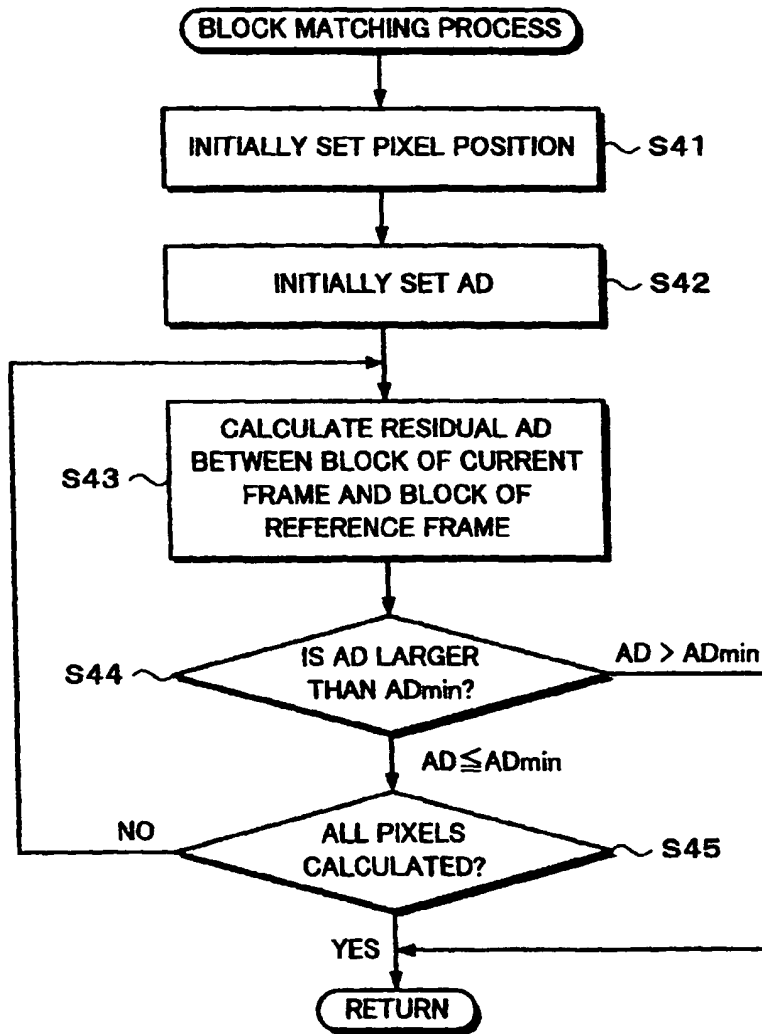 BLOCK MATCHING PROCESS
INITIALLY SET PIXEL POSITION
S41
INITIALLY SET AD
S42
CALCULATE RESIDUAL AD
BETWEEN BLOCK OF CURRENT
FRAME AND BLOCK OF
REFERENCE FRAME
S43
IS AD LARGER
THAN ADmin?
S44
AD > ADmin
AD≦ADmin
ALL PIXELS
CALCULATED?
S45
NO
YES
RETURN